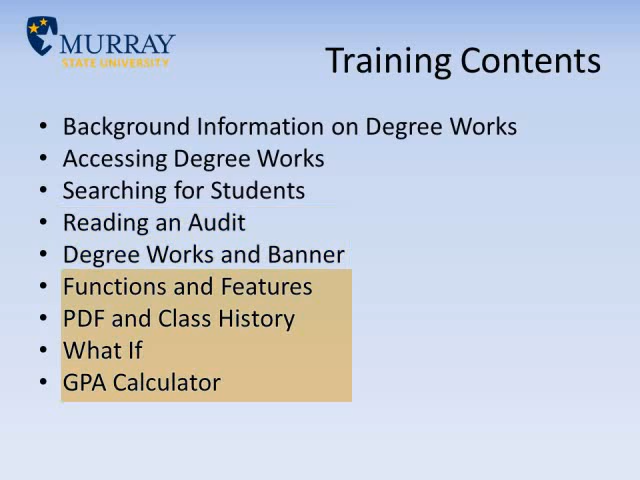 MURRAY
STATE UNIVERSITY
Training Contents
• Background Information on Degree Works
• Accessing Degree Works
• Searching for Students
• Reading an Audit
• Degree Works and Banner
• Functions and Features
• PDF and Class History
• What If
• GPA Calculator